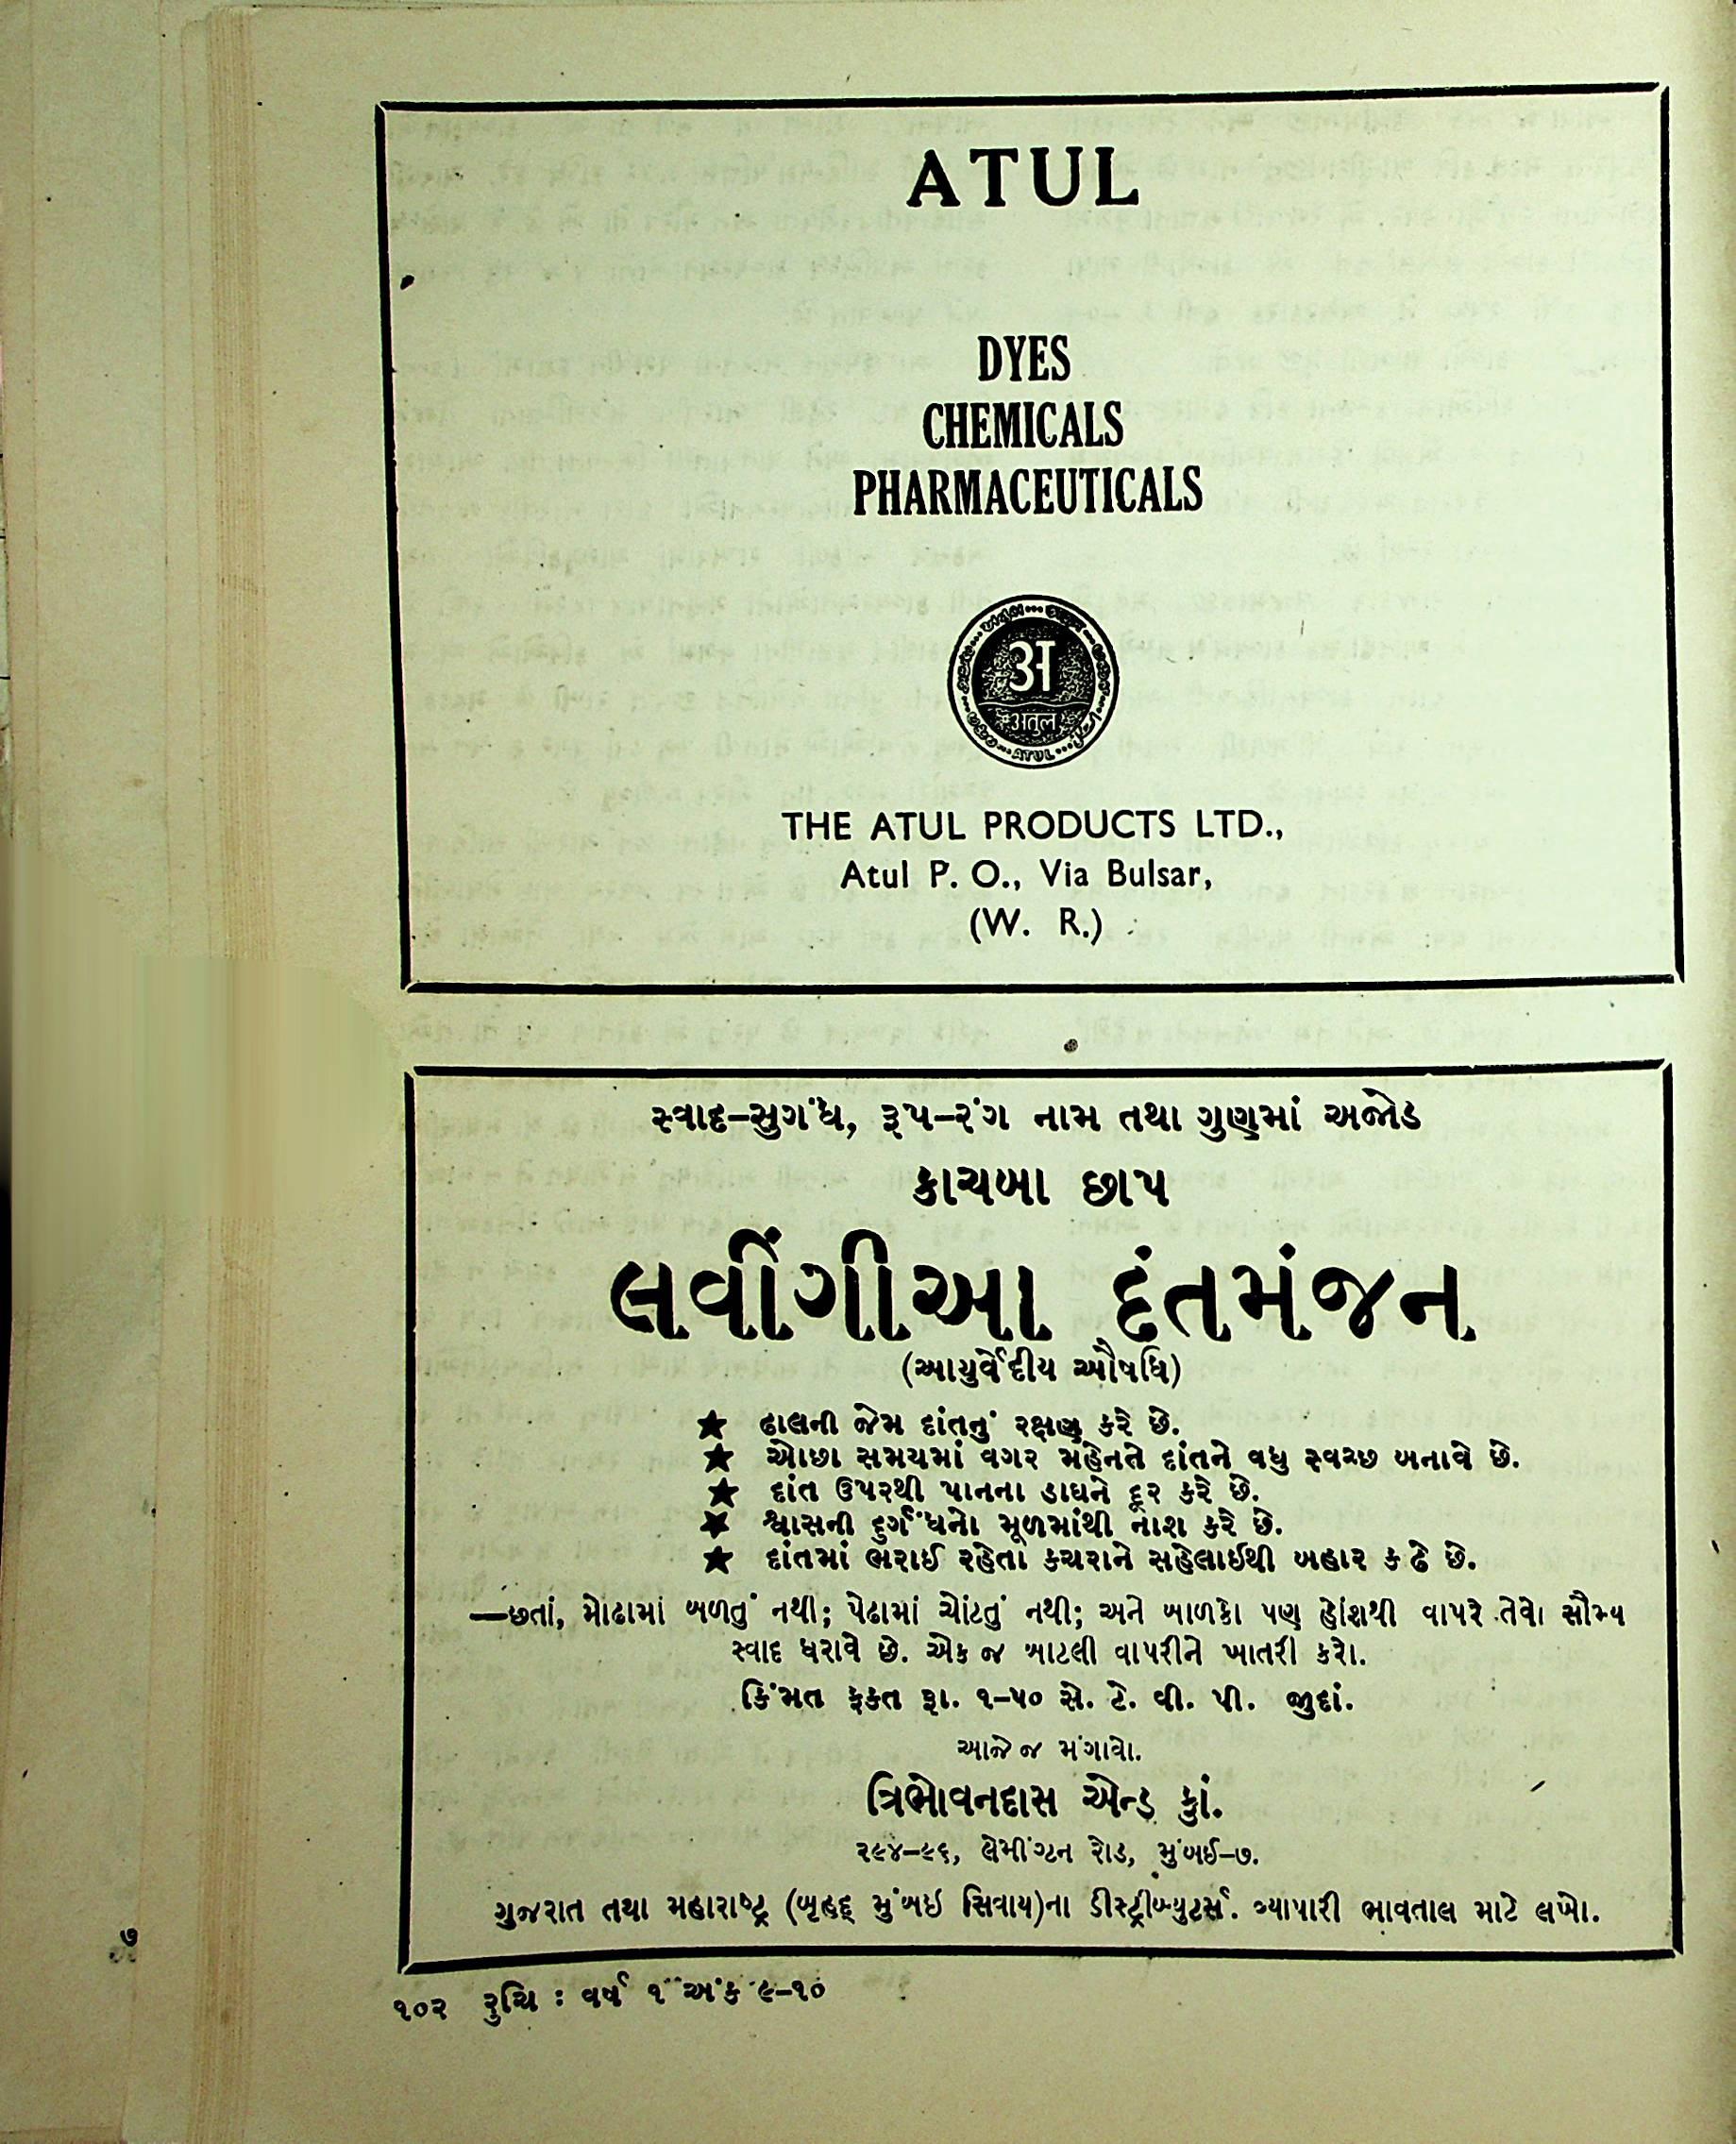 ATUL
DYES
CHEMICALS
PHARMACEUTICALS
अ
अतुल
ATUL
THE ATUL PRODUCTS LTD.,
Atul P. O., Via Bulsar,
(W. R.)
સ્વાદ–સુગંધ, રૂપ–રંગ નામ તથા ગુણમાં અજોડ
કાચબા છાપ
લવીંગીઆ દંતમંજન
(આયુર્વેદીય ઔષધિ)
★ ઢાલની જેમ દાંતનું રક્ષણ કરે છે.
★ ઓછા સમયમાં વગર મહેનતે દાંતને વધુ સ્વચ્છ બનાવે છે.
★ દાંત ઉપરથી પાનના ડાઘને દૂર કરે છે.
★ શ્વાસની દુર્ગંધનો મૂળમાંથી નાશ કરે છે.
★ દાંતમાં ભરાઈ રહેતા કચરાને સહેલાઈથી બહાર કઢે છે.
—છતાં, મોઢામાં બળતું નથી; પેઢામાં ચોંટતું નથી; અને બાળકો પણ હોંશથી વાપરે તેવો સૌમ્ય
સ્વાદ ધરાવે છે. એક જ બાટલી વાપરીને ખાતરી કરો.
કિંમત ફક્ત રૂા. ૧–૫૦ સે. ટે. વી. પી. જુદાં.
આજે જ મંગાવો.
ત્રિભોવનદાસ એન્ડ કુાં.
૨૯૪–૯૬, લેમીંગ્ટન રોડ, મુંબઈ–૭.
ગુજરાત તથા મહારાષ્ટ્ર (બૃહદ્ મુંબઇ સિવાય)ના ડીસ્ટ્રીબ્યુટર્સ. વ્યાપારી ભાવતાલ માટે લખો.
૧૦૨ રુચિ : વર્ષ ૧ અંક ૯–૧૦
૭